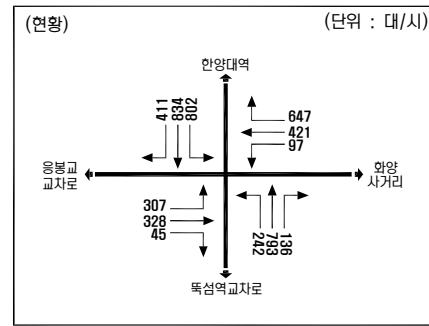 (현황)
(단위 : 대/시)
한양대역
411
834
802
647
421
97
응봉교
교차로
화양
사거리
307
328
45
242
793
136
뚝섬역교차로